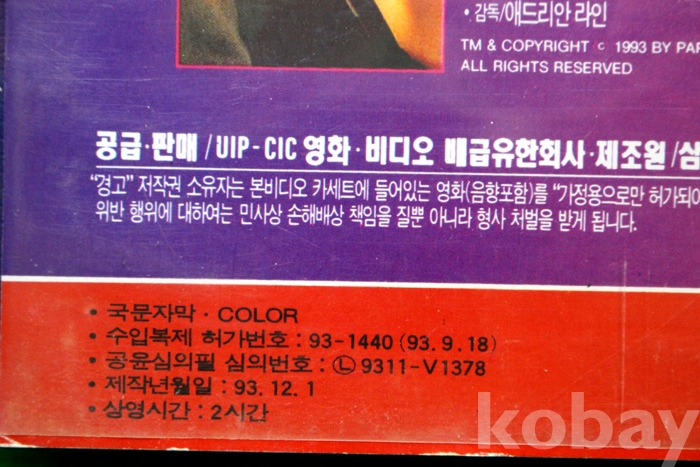 • 감독/애드리안 라인
TM & COPYRIGHT © 1993 BY PAR
ALL RIGHTS RESERVED
공급·판매 / UIP-CIC 영화·비디오 배급유한회사·제조원/삼
"경고" 저작권 소유자는 본비디오 카세트에 들어있는 영화(음향포함)를 "가정용으로만 허가되어
위반 행위에 대하여는 민사상 손해배상 책임을 질뿐 아니라 형사 처벌을 받게 됩니다.
• 국문자막·COLOR
• 수입복제 허가번호 : 93-1440 (93.9.18)
• 공윤심의필 심의번호 : Ⓛ9311-V1378
• 제작년월일 : 93.12.1
• 상영시간 : 2시간
kobay